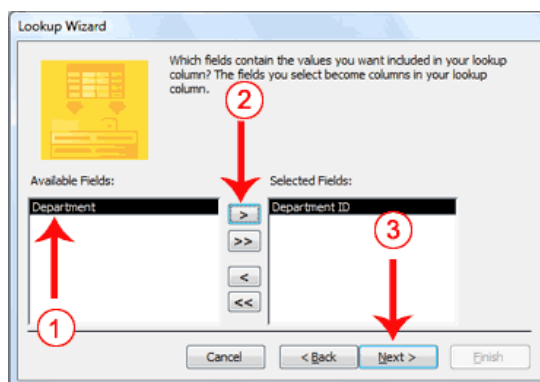 Lookup Wizard
Which fields contain the values you want included in your lookup
column? The fields you select become columns in your lookup
column.
2
Available Fields:
Selected Fields:
Department
>
Department ID
3
>>
<
<<
1
Cancel
< Back
Next >
Finish